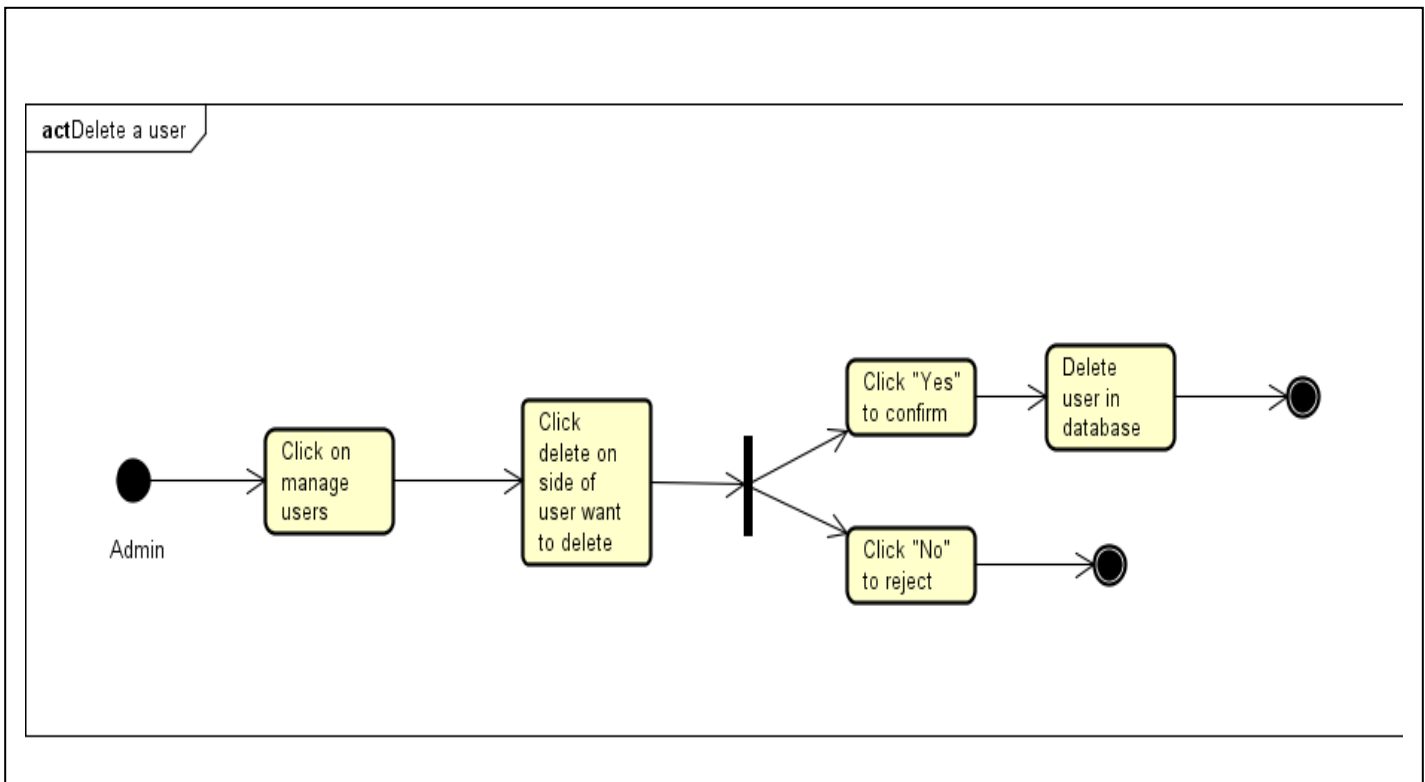 actDelete a user
Admin
Click on
manage
users
Click
delete on
side of
user want
to delete
Click "Yes"
to confirm
Delete
user in
database
Click "No"
to reject